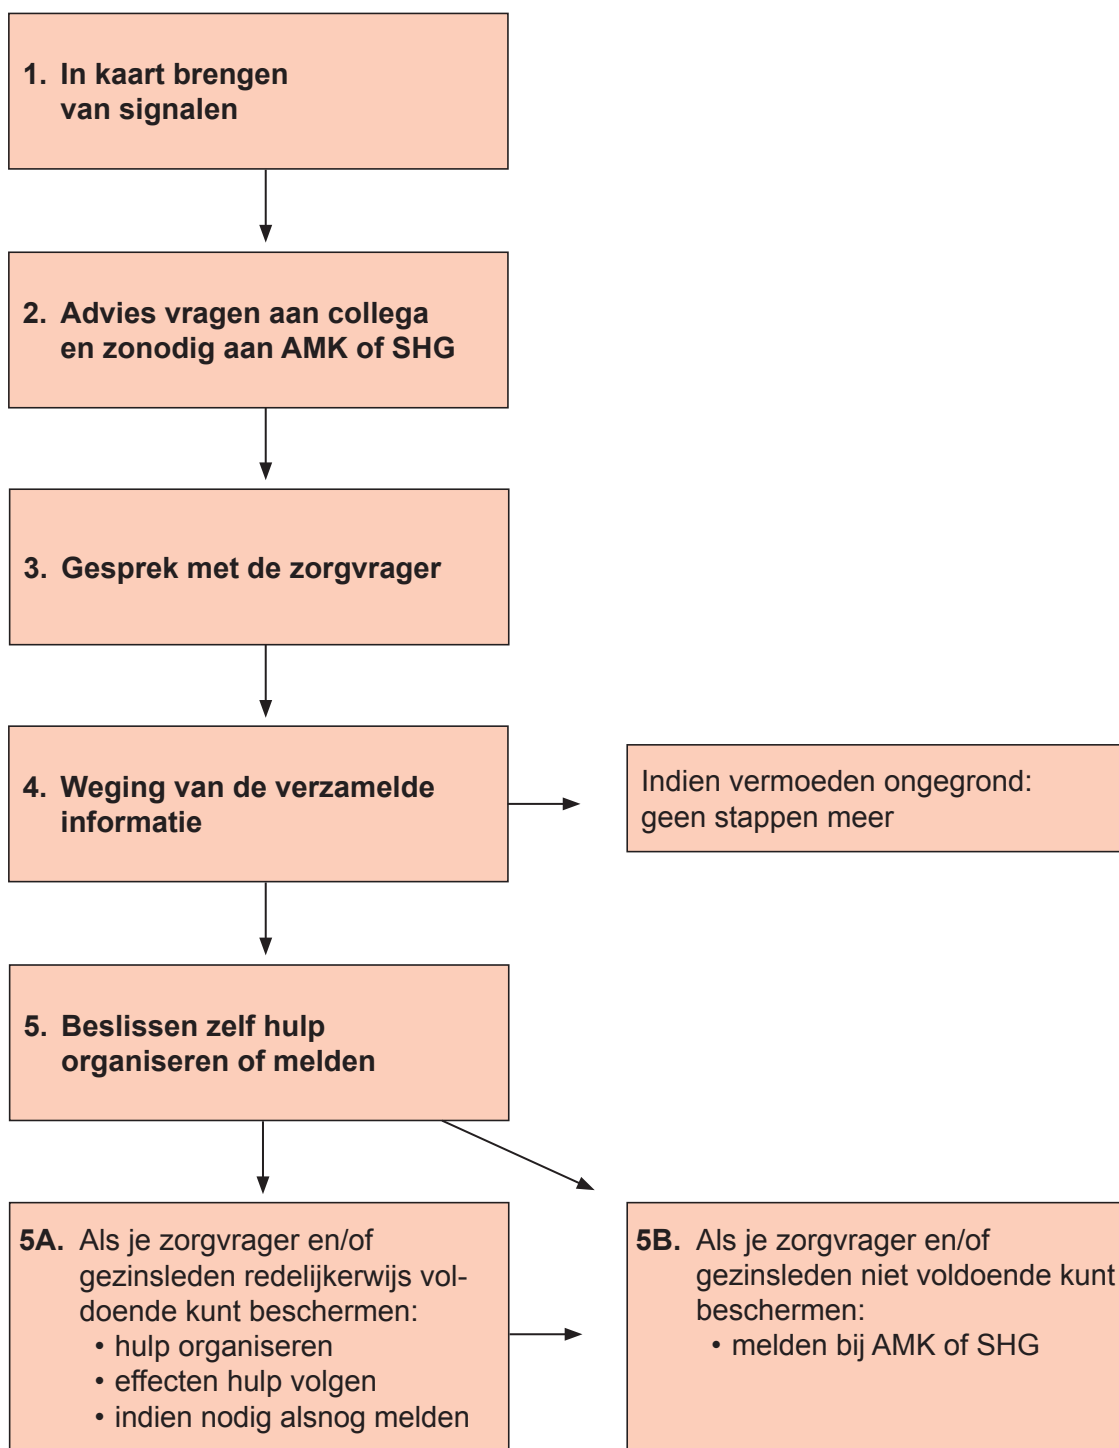 1. In kaart brengen
van signalen
2. Advies vragen aan collega
en zonodig aan AMK of SHG
3. Gesprek met de zorgvrager
4. Weging van de verzamelde
informatie
Indien vermoeden ongegrond:
geen stappen meer
5. Beslissen zelf hulp
organiseren of melden
5A. Als je zorgvrager en/of
gezinsleden redelijkerwijs vol-
doende kunt beschermen:
• hulp organiseren
• effecten hulp volgen
• indien nodig alsnog melden
5B. Als je zorgvrager en/of
gezinsleden niet voldoende kunt
beschermen:
• melden bij AMK of SHG